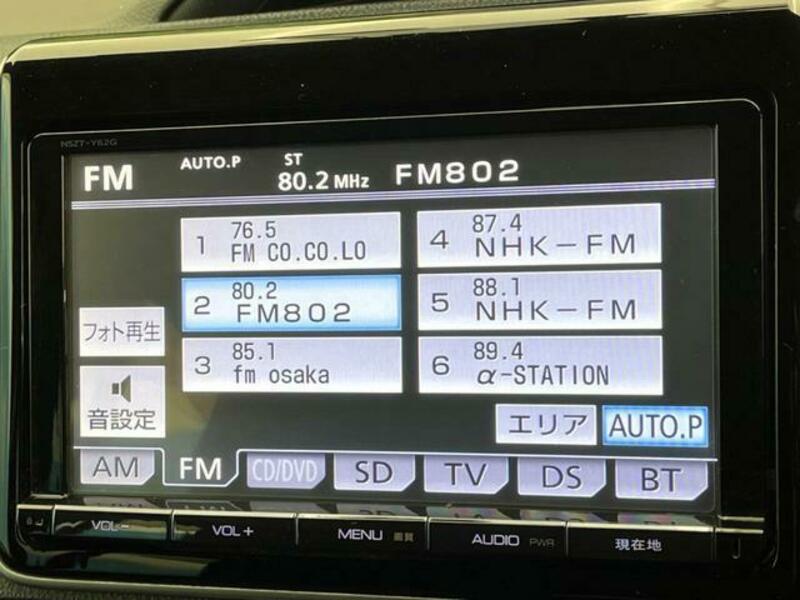 NSZT-Y62G
FM AUTO.P ST 80.2 MHz FM802
1 76.5 FM CO.CO.LO
4 87.4 NHK-FM
2 80.2 FM802
5 88.1 NHK-FM
3 85.1 fm osaka
6 89.4 α-STATION
フォト再生
音設定
エリア AUTO.P
AM FM CD/DVD SD TV DS BT
VOL- VOL+ MENU 画質 AUDIO PWR 現在地